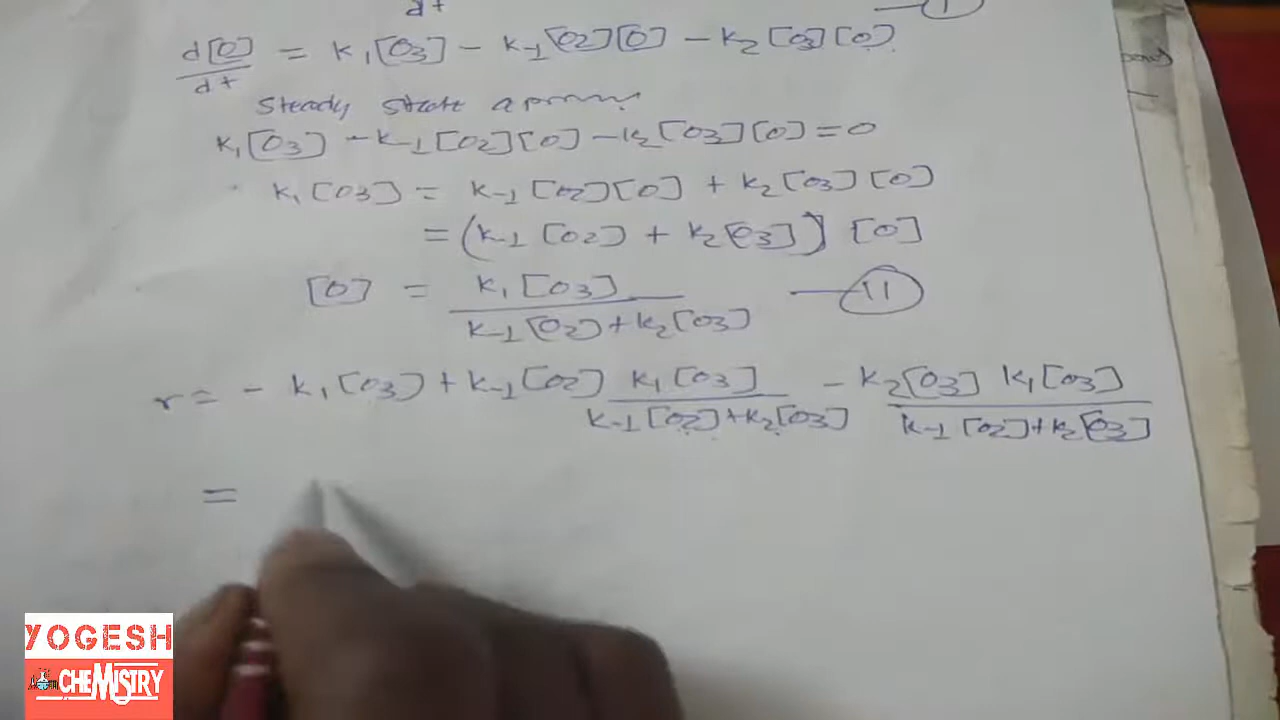 dt — I
d[O]/dt = k₁[O₃] - k₋₁[O₂][O] - k₂[O₃][O]
Steady state
k₁[O₃] - k₋₁[O₂][O] - k₂[O₃][O] = 0
k₁[O₃] = k₋₁[O₂][O] + k₂[O₃][O]
= (k₋₁[O₂] + k₂[O₃]) [O]
[O] = k₁[O₃] / k₋₁[O₂] + k₂[O₃] — II
r = - k₁[O₃] + k₋₁[O₂] k₁[O₃] / k₋₁[O₂] + k₂[O₃] - k₂[O₃] k₁[O₃] / k₋₁[O₂] + k₂[O₃]
=
YOGESH
CHEMISTRY